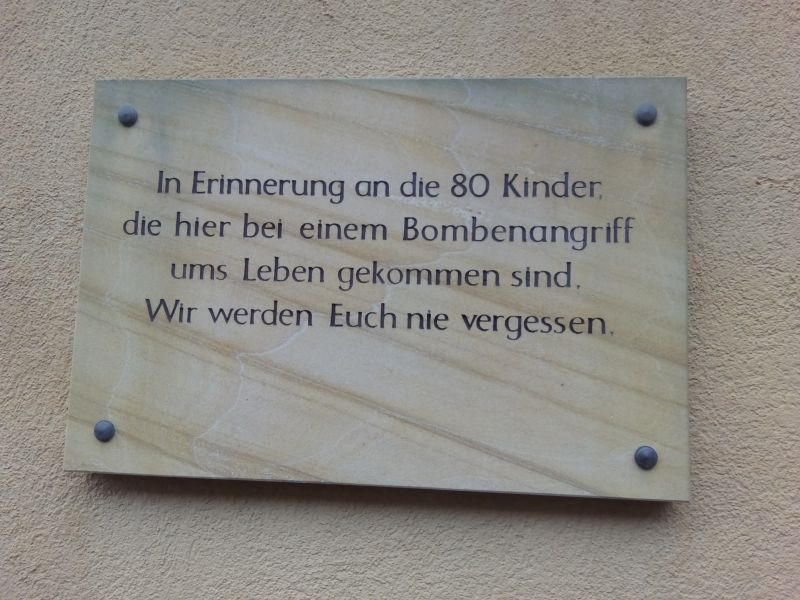 In Erinnerung an die 80 Kinder,
die hier bei einem Bombenangriff
ums Leben gekommen sind.
Wir werden Euch nie vergessen.